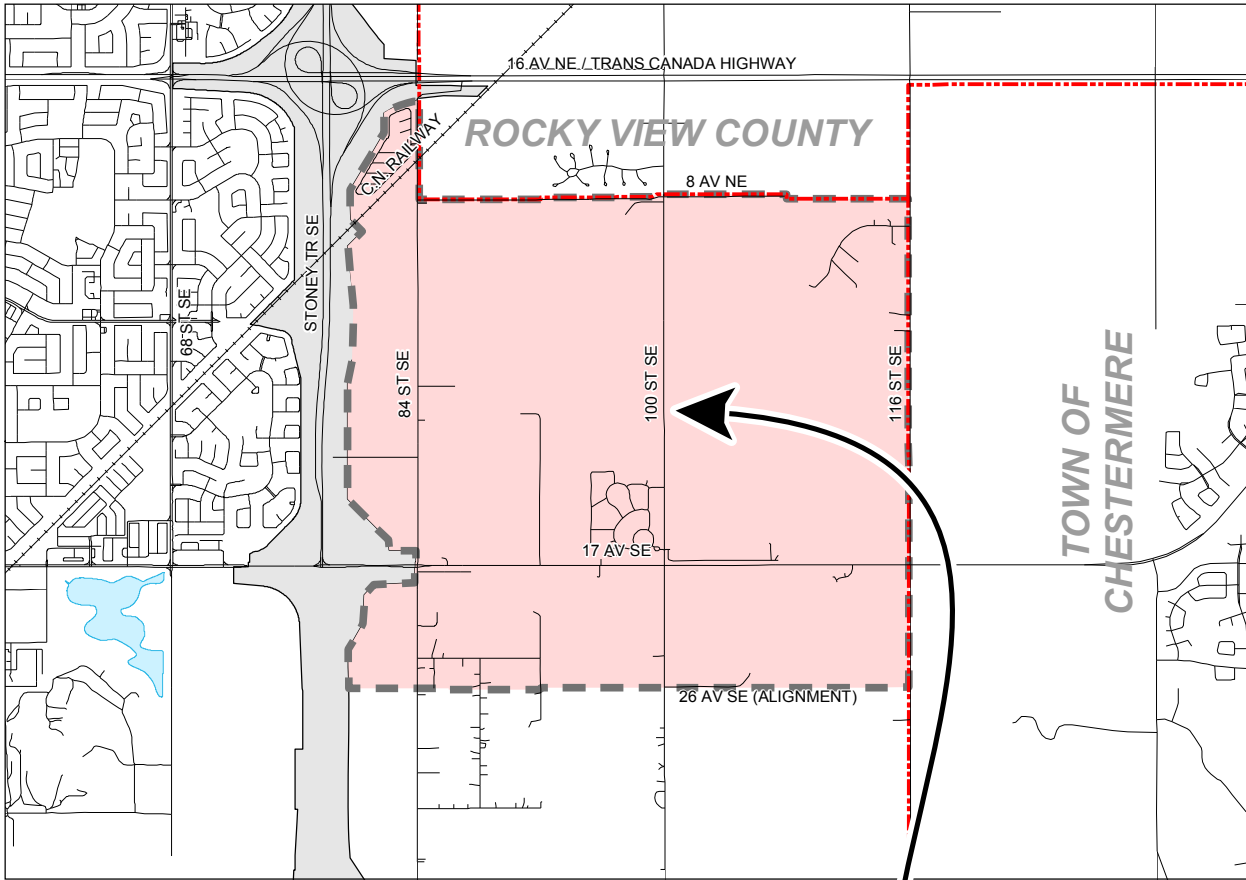 16 AV NE / TRANS CANADA HIGHWAY
ROCKY VIEW COUNTY
C.N. RAILWAY
8 AV NE
STONEY TR SE
68 ST SE
84 ST SE
100 ST SE
116 ST SE
TOWN OF
CHESTERMERE
17 AV SE
26 AV SE (ALIGNMENT)